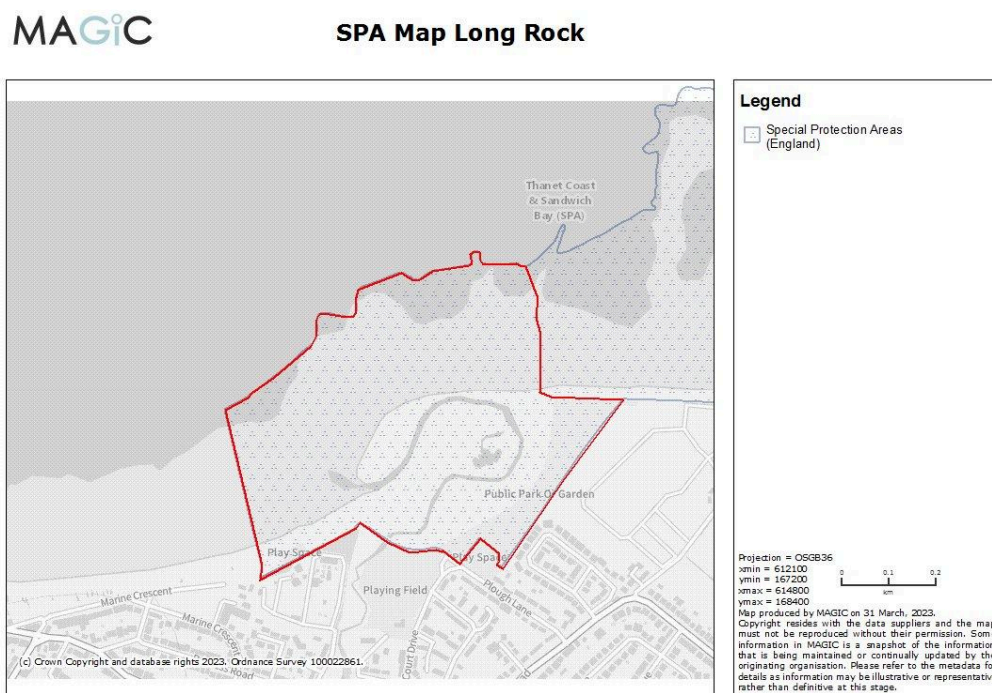 MAGiC
SPA Map Long Rock
Thanet Coast
& Sandwich
Bay (SPA)
Public Park Or Garden
Play Space
Play Space
Playing Field
Marine Crescent
Marine Crescent
Plough Lane
Court Drive
Road
(c) Crown Copyright and database rights 2023. Ordnance Survey 100022861.
Legend
Special Protection Areas
(England)
Projection = OSGB36
xmin = 612100
ymin = 167200
xmax = 614800
ymax = 168400
0 0.1 0.2
km
Map produced by MAGIC on 31 March, 2023.
Copyright resides with the data suppliers and the map
must not be reproduced without their permission. Som
information in MAGIC is a snapshot of the information
that is being maintained or continually updated by the
originating organisation. Please refer to the metadata fo
details as information may be illustrative or representativ
rather than definitive at this stage.